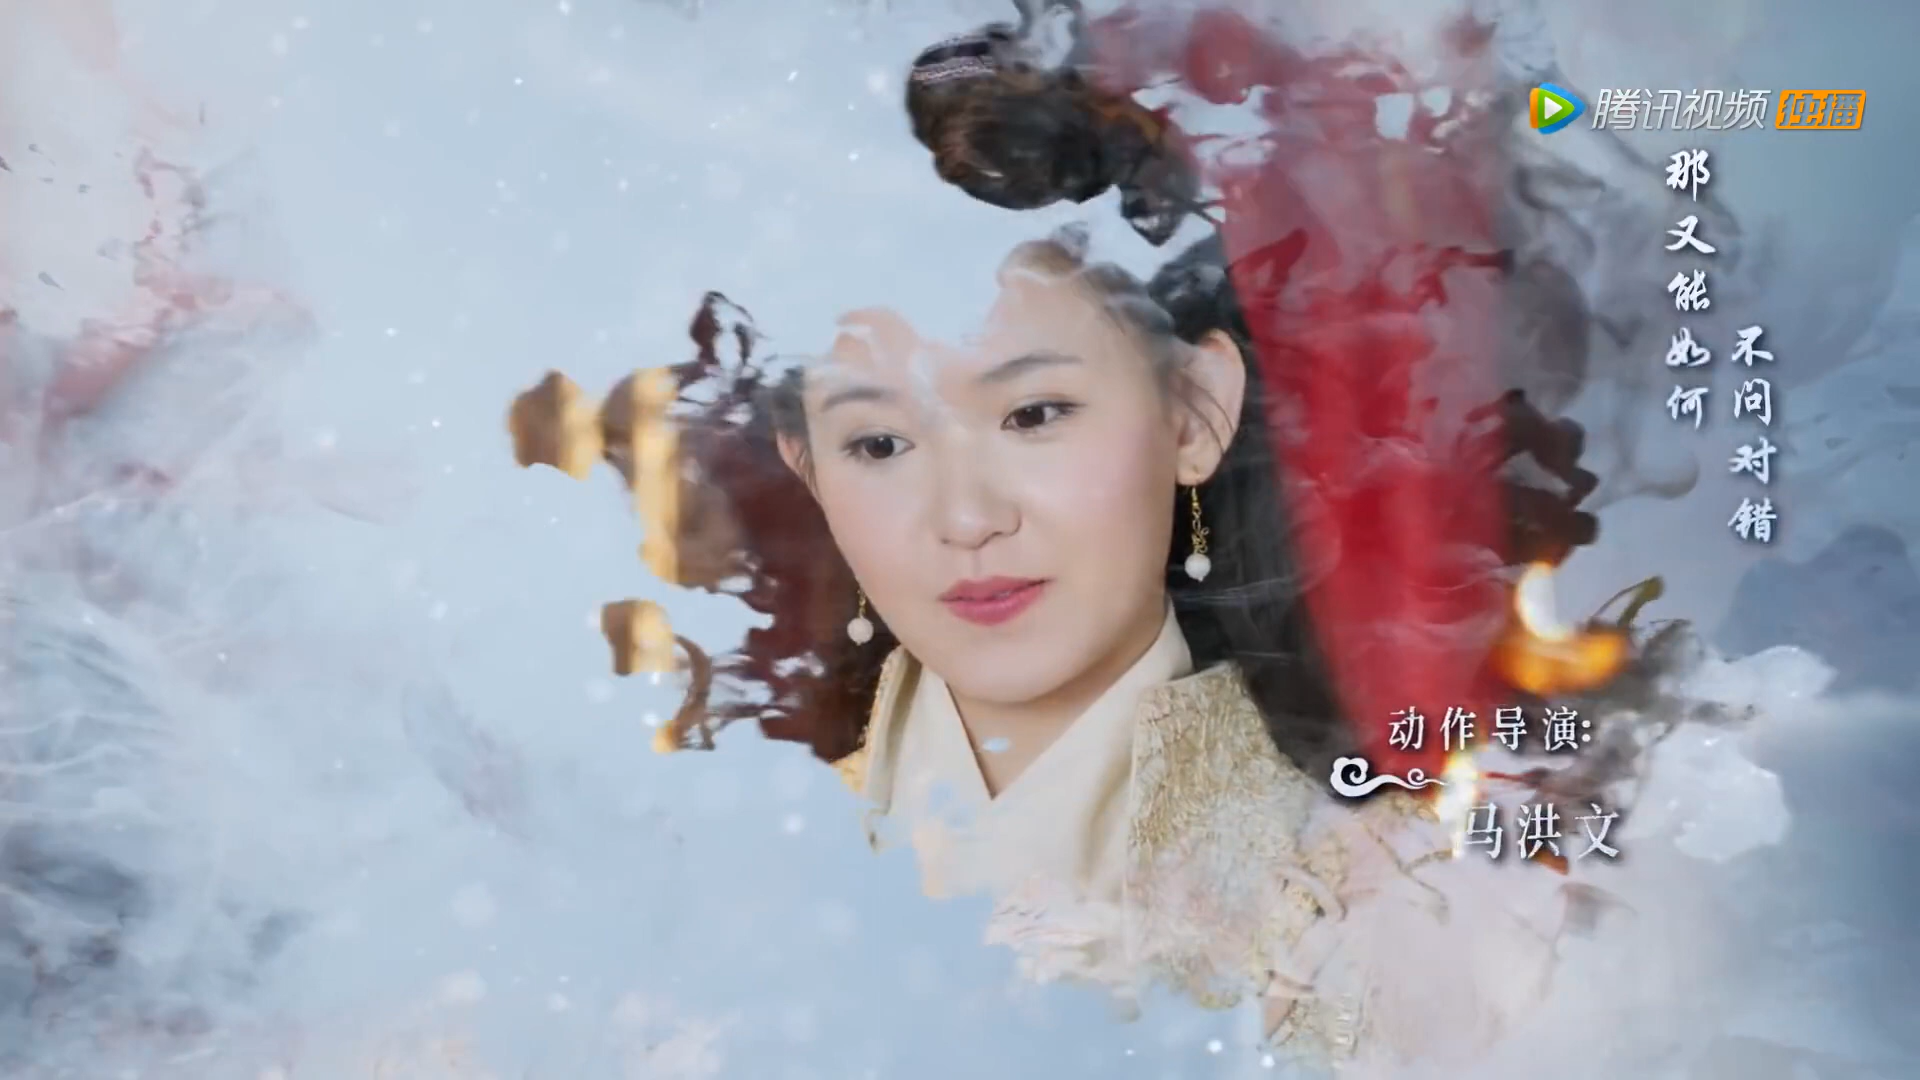 腾讯视频 独播
那又能如何
不问对错
动作导演:
马洪文